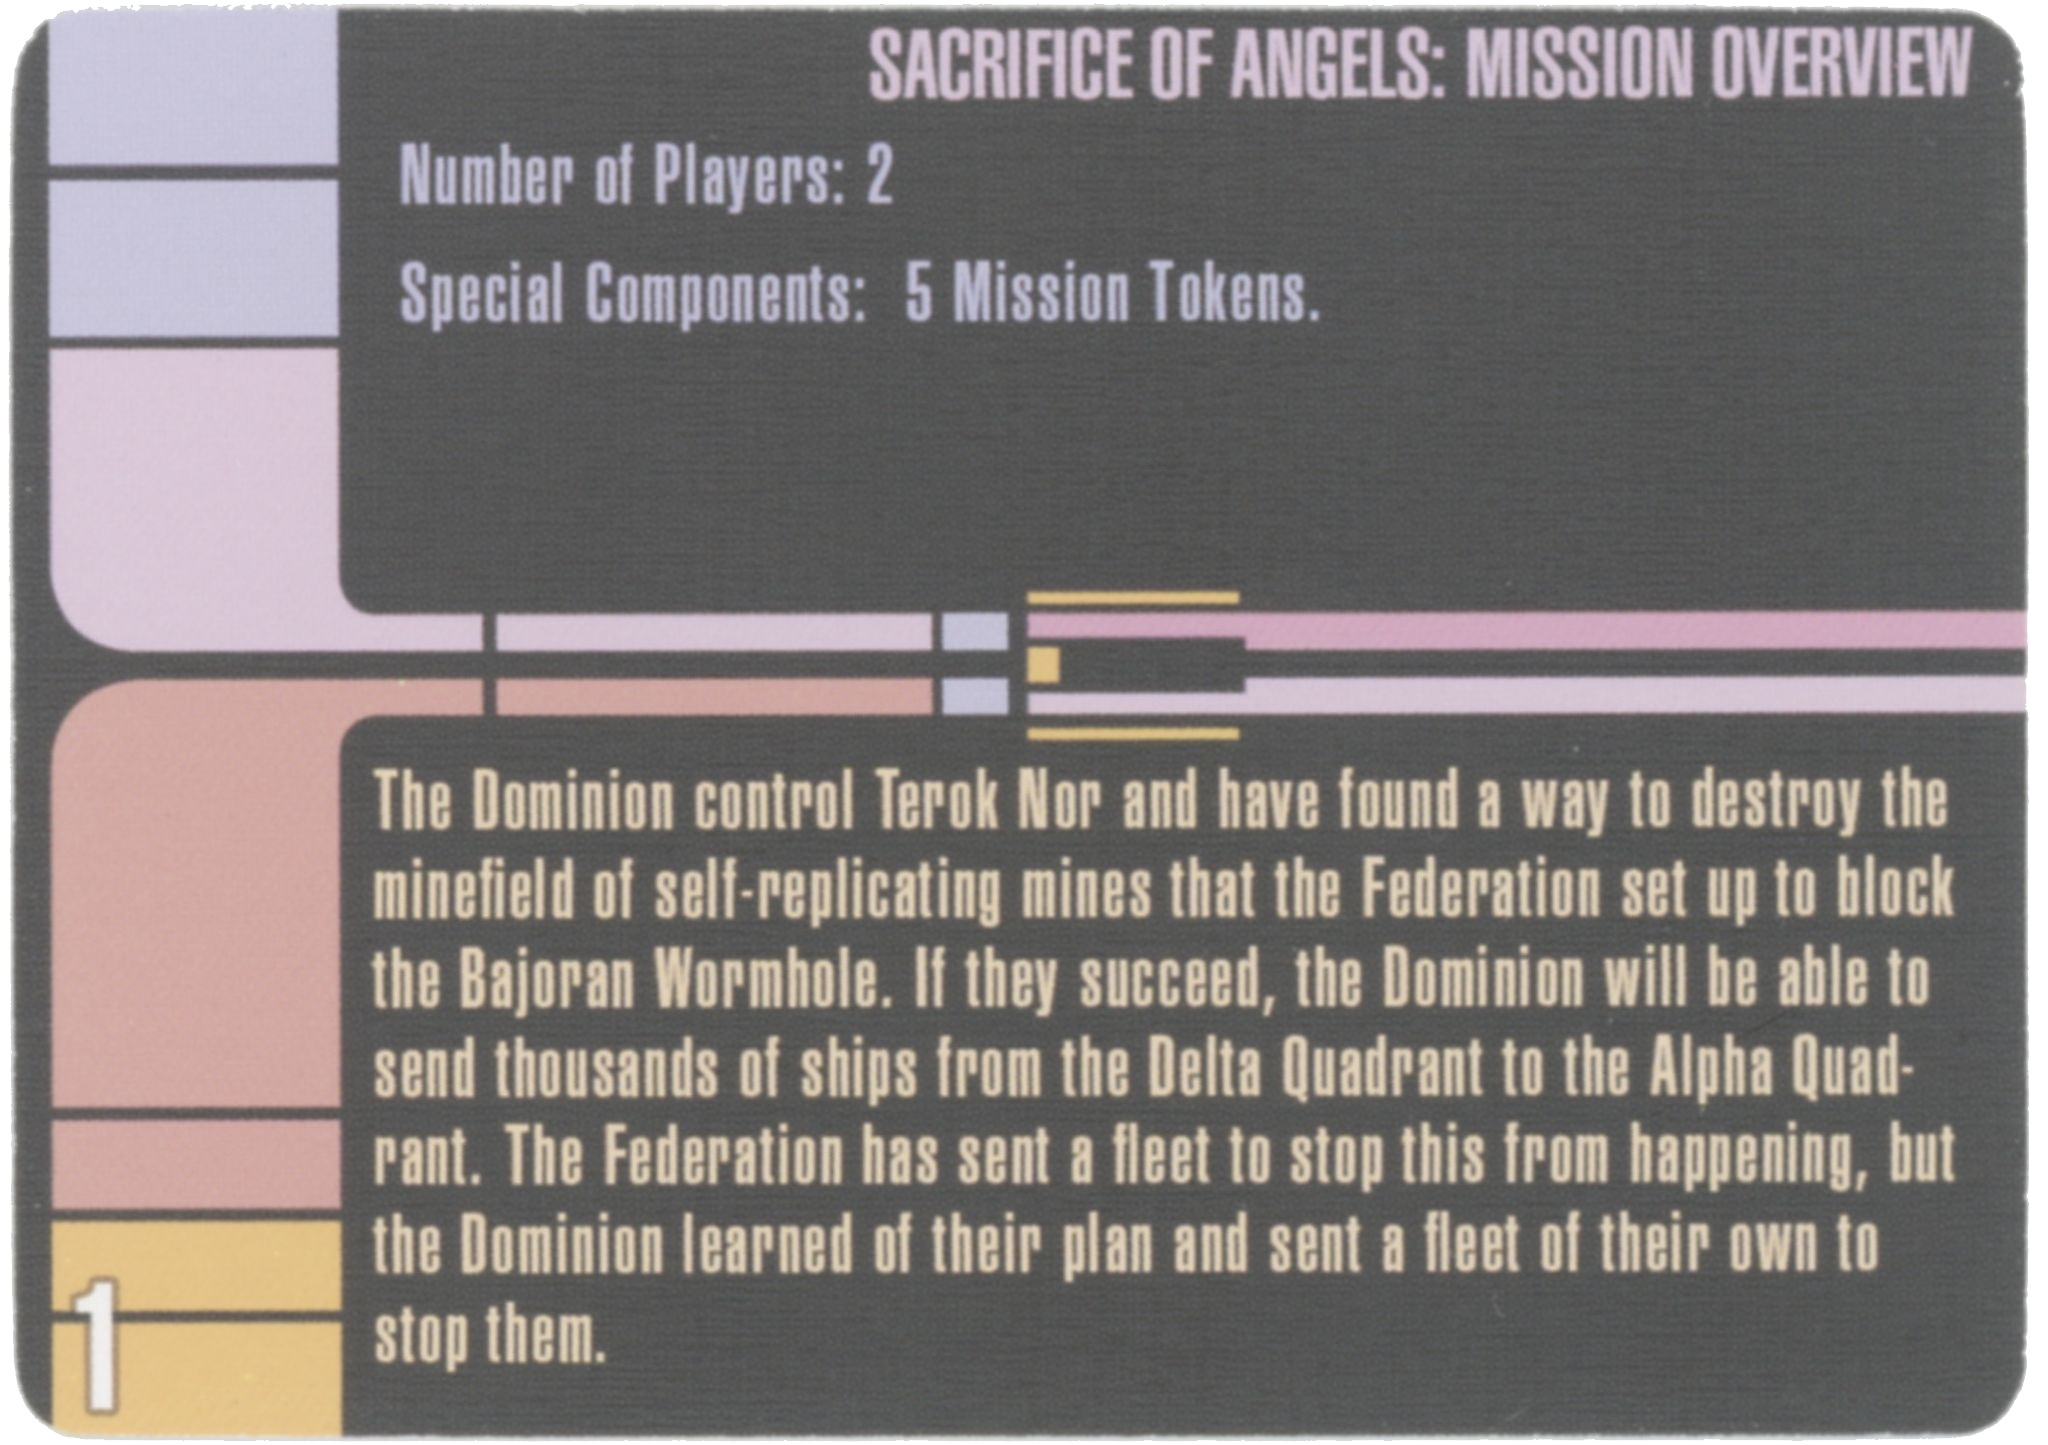 SACRIFICE OF ANGELS: MISSION OVERVIEW
Number of Players: 2
Special Components: 5 Mission Tokens.
The Dominion control Terok Nor and have found a way to destroy the
minefield of self-replicating mines that the Federation set up to block
the Bajoran Wormhole. If they succeed, the Dominion will be able to
send thousands of ships from the Delta Quadrant to the Alpha Quad-
rant. The Federation has sent a fleet to stop this from happening, but
the Dominion learned of their plan and sent a fleet of their own to
stop them.
1